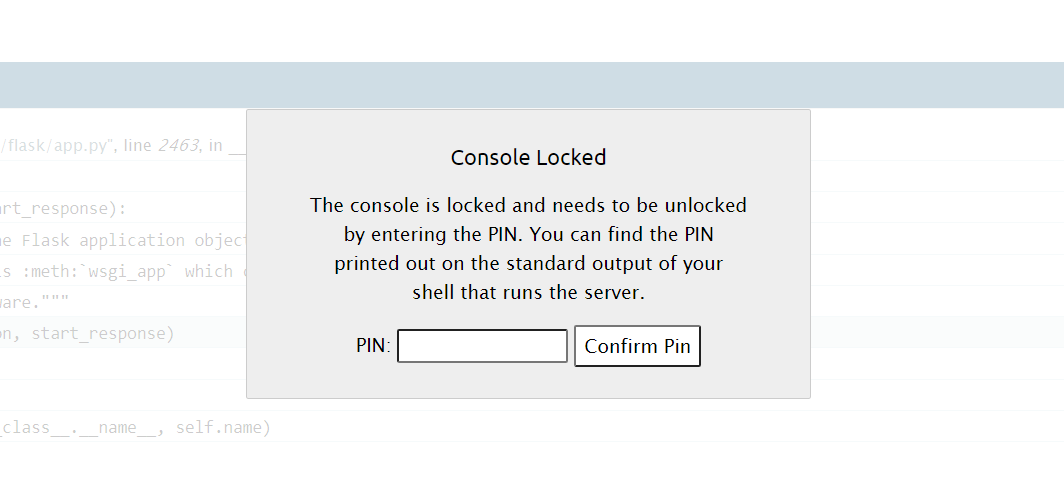 /flask/app.py", line 2463, in __
Console Locked
The console is locked and needs to be unlocked
art_response):
by entering the PIN. You can find the PIN
he Flask application object
printed out on the standard output of your
is :meth:`wsgi_app` which c
shell that runs the server.
ware."""
on, start_response)
PIN:
Confirm Pin
_class__.__name__, self.name)